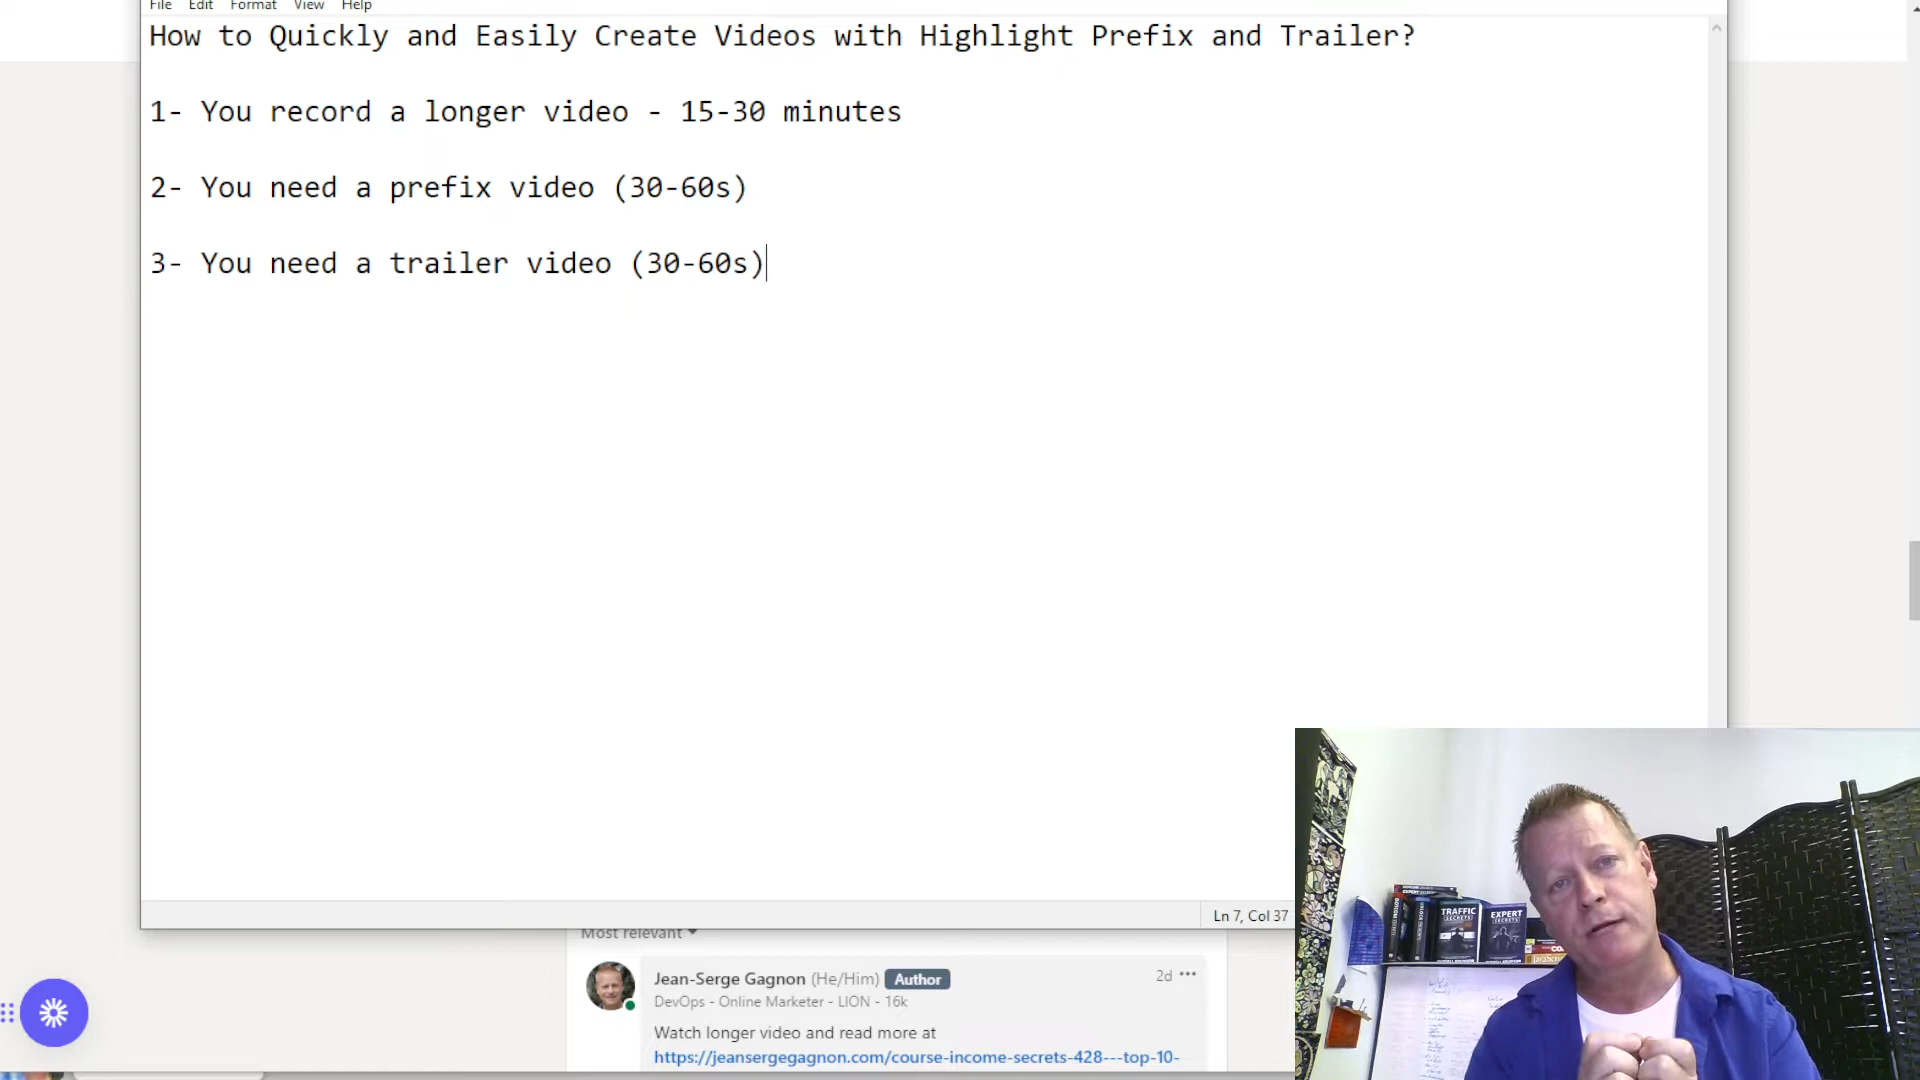 File Edit Format View Help
How to Quickly and Easily Create Videos with Highlight Prefix and Trailer?
1- You record a longer video - 15-30 minutes
2- You need a prefix video (30-60s)
3- You need a trailer video (30-60s)
Ln 7, Col 37
Most relevant
Jean-Serge Gagnon (He/Him) Author
2d
DevOps - Online Marketer - LION - 16k
Watch longer video and read more at
https://jeansergegagnon.com/course-income-secrets-428---top-10-
TRAFFIC
SECRETS
EXPERT
SECRETS